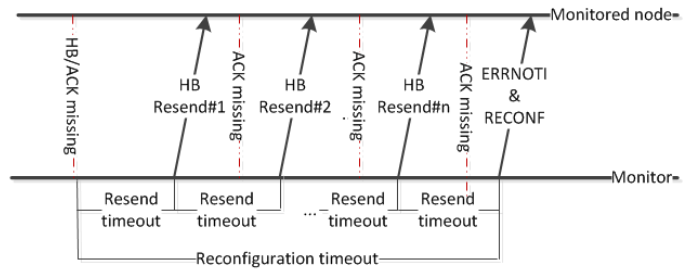 Monitored node
HB/ACK missing
HB
Resend#1
ACK missing
HB
Resend#2
ACK missing
HB
Resend#n
ACK missing
ERRNOTI
&
RECONF
Monitor
Resend
timeout
Resend
timeout
...
Resend
timeout
Resend
timeout
Reconfiguration timeout